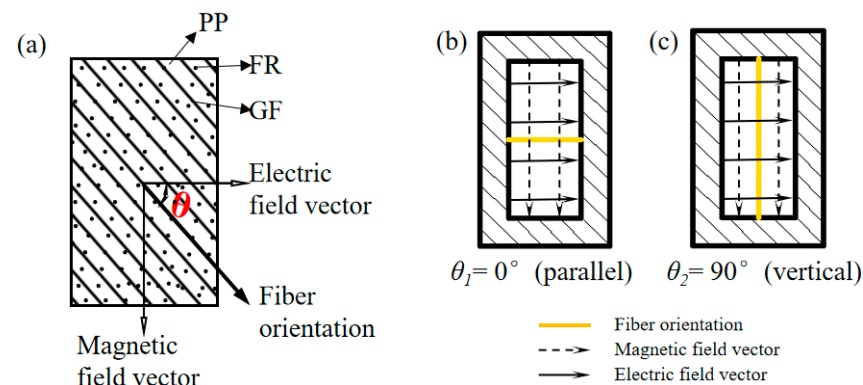 (a)
PP
FR
GF
Electric
field vector
θ
Fiber
orientation
Magnetic
field vector
(b)
(c)
θ1= 0° (parallel)
θ2= 90° (vertical)
Fiber orientation
Magnetic field vector
Electric field vector